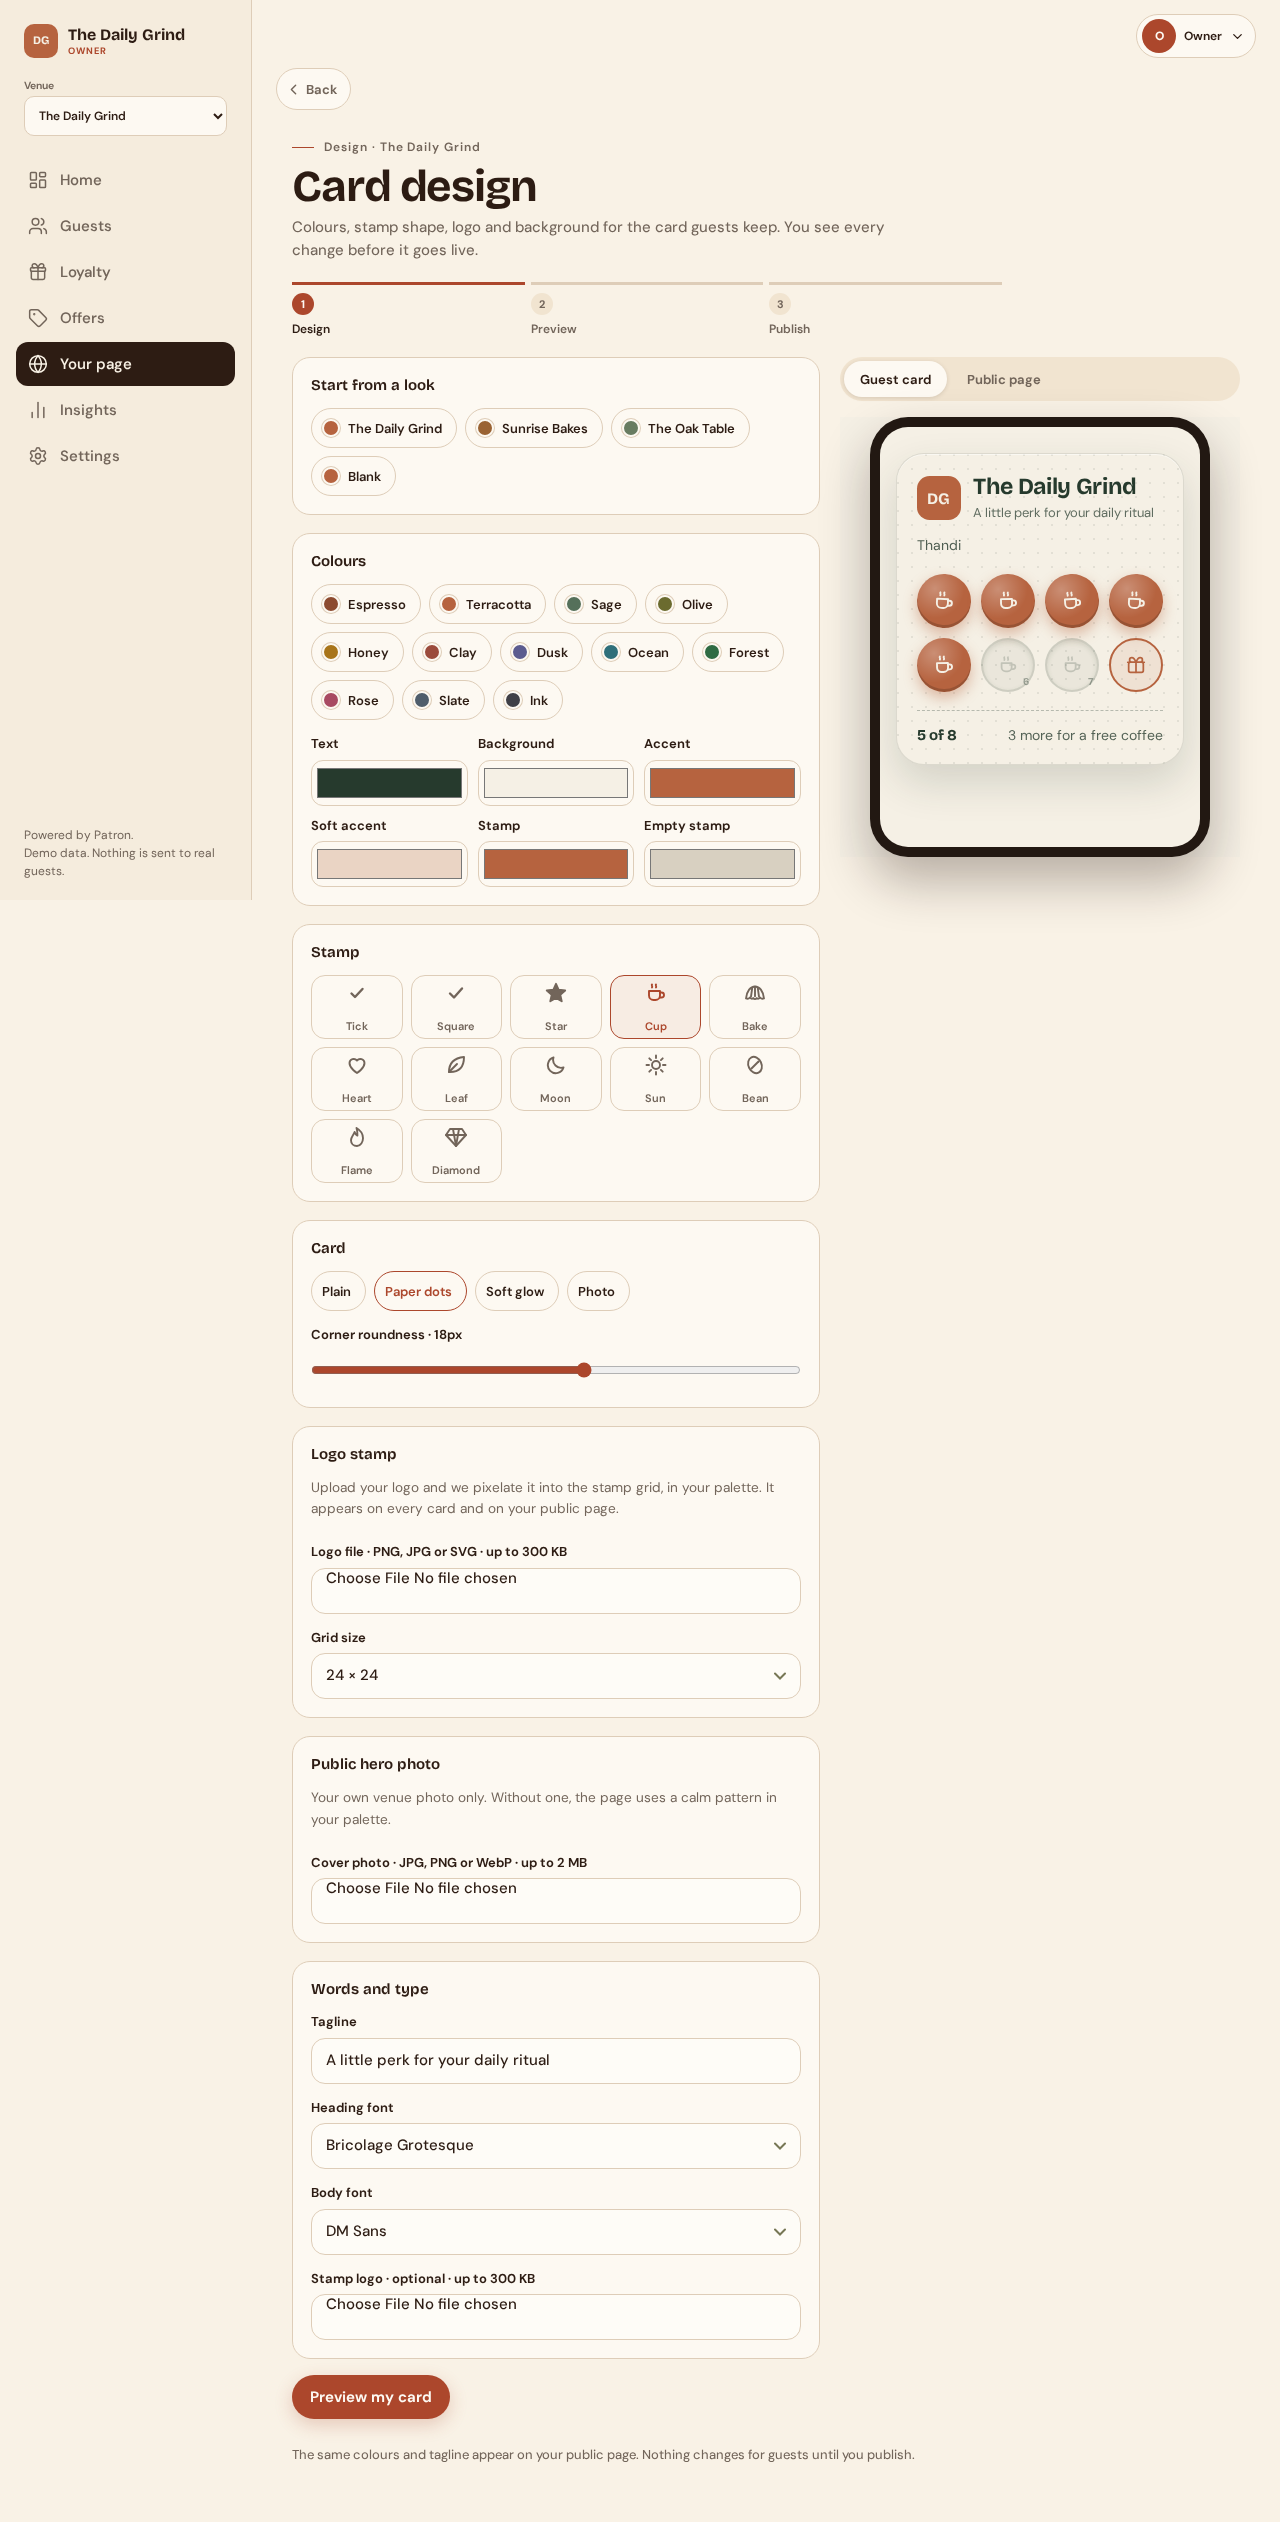 DG
The Daily Grind
OWNER
Venue
The Daily Grind
Home
Guests
Loyalty
Offers
Your page
Insights
Settings
Powered by Patron.
Demo data. Nothing is sent to real
guests.
O
Owner
Back
Design · The Daily Grind
Card design
Colours, stamp shape, logo and background for the card guests keep. You see every
change before it goes live.
1
Design
2
Preview
3
Publish
Start from a look
The Daily Grind
Sunrise Bakes
The Oak Table
Blank
Colours
Espresso
Terracotta
Sage
Olive
Honey
Clay
Dusk
Ocean
Forest
Rose
Slate
Ink
Text
Background
Accent
Soft accent
Stamp
Empty stamp
Stamp
Tick
Square
Star
Cup
Bake
Heart
Leaf
Moon
Sun
Bean
Flame
Diamond
Card
Plain
Paper dots
Soft glow
Photo
Corner roundness · 18px
Logo stamp
Upload your logo and we pixelate it into the stamp grid, in your palette. It
appears on every card and on your public page.
Logo file · PNG, JPG or SVG · up to 300 KB
Choose File No file chosen
Grid size
24 × 24
Public hero photo
Your own venue photo only. Without one, the page uses a calm pattern in
your palette.
Cover photo · JPG, PNG or WebP · up to 2 MB
Choose File No file chosen
Words and type
Tagline
A little perk for your daily ritual
Heading font
Bricolage Grotesque
Body font
DM Sans
Stamp logo · optional · up to 300 KB
Choose File No file chosen
Preview my card
The same colours and tagline appear on your public page. Nothing changes for guests until you publish.
Guest card
Public page
DG
The Daily Grind
A little perk for your daily ritual
Thandi
6
7
5 of 8
3 more for a free coffee